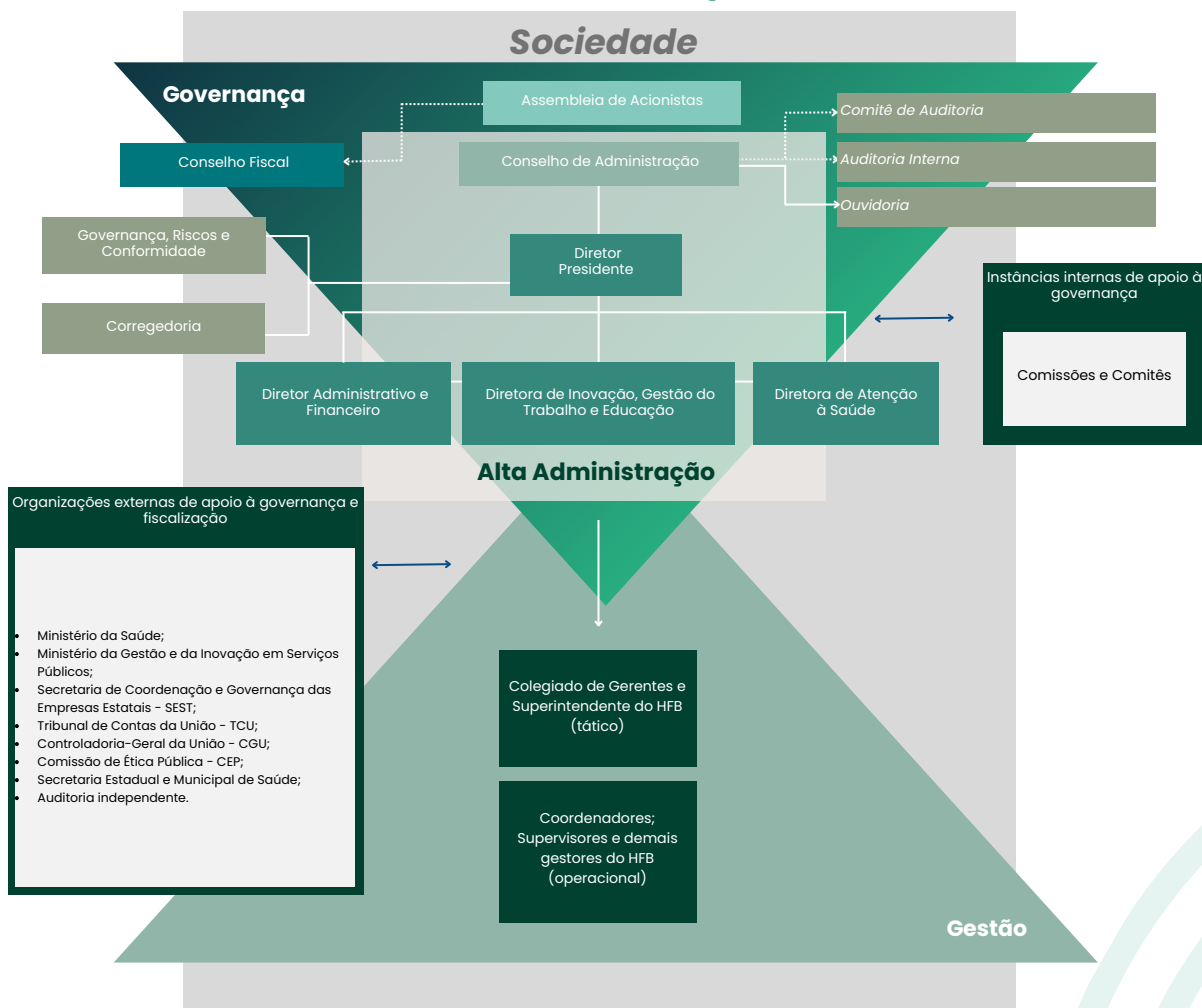 Sociedade
Governança
Assembleia de Acionistas
Comitê de Auditoria
Conselho Fiscal
Conselho de Administração
Auditoria Interna
Ouvidoria
Governança, Riscos e
Conformidade
Diretor
Presidente
Corregedoria
Instâncias internas de apoio à
governança
Comissões e Comitês
Diretor Administrativo e
Financeiro
Diretora de Inovação, Gestão do
Trabalho e Educação
Diretora de Atenção
à Saúde
Alta Administração
Organizações externas de apoio à governança e
fiscalização
• Ministério da Saúde;
• Ministério da Gestão e da Inovação em Serviços
Públicos;
• Secretaria de Coordenação e Governança das
Empresas Estatais - SEST;
• Tribunal de Contas da União - TCU;
• Controladoria-Geral da União - CGU;
• Comissão de Ética Pública - CEP;
• Secretaria Estadual e Municipal de Saúde;
• Auditoria independente.
Colegiado de Gerentes e
Superintendente do HFB
(tático)
Coordenadores;
Supervisores e demais
gestores do HFB
(operacional)
Gestão